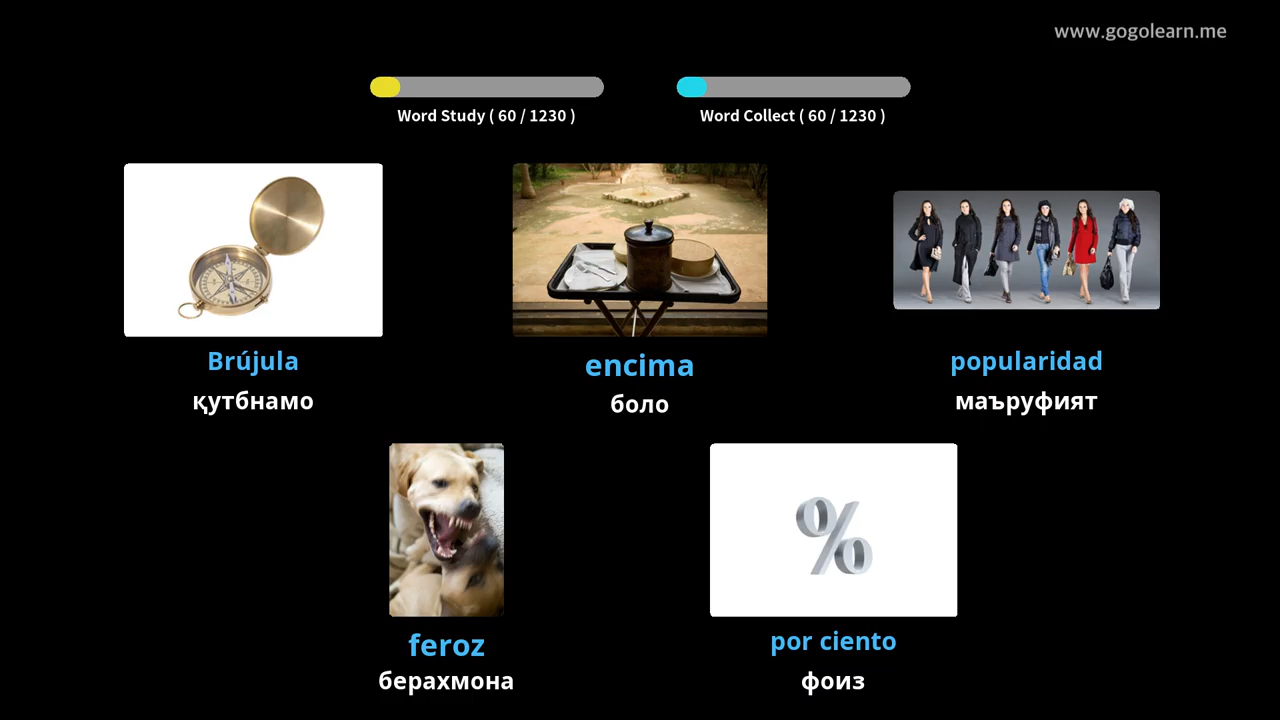 www.gogolearn.me
Word Study ( 60 / 1230 )
Word Collect ( 60 / 1230 )
Brújula
қутбнамо
encima
боло
popularidad
маъруфият
feroz
берахмона
%
por ciento
фоиз